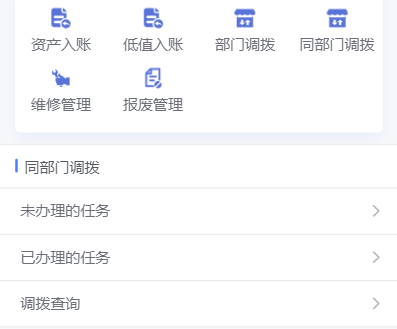 资产入账 低值入账 部门调拨 同部门调拨
维修管理 报废管理
同部门调拨
未办理的任务
已办理的任务
调拨查询